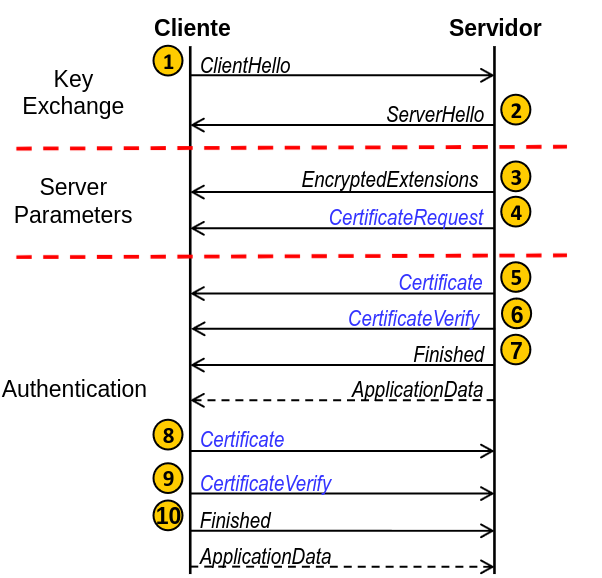 Cliente Servidor
1 ClientHello
Key
Exchange
ServerHello 2
EncryptedExtensions 3
Server
Parameters
CertificateRequest 4
Certificate 5
CertificateVerify 6
Finished 7
Authentication
ApplicationData
8 Certificate
9 CertificateVerify
10 Finished
ApplicationData